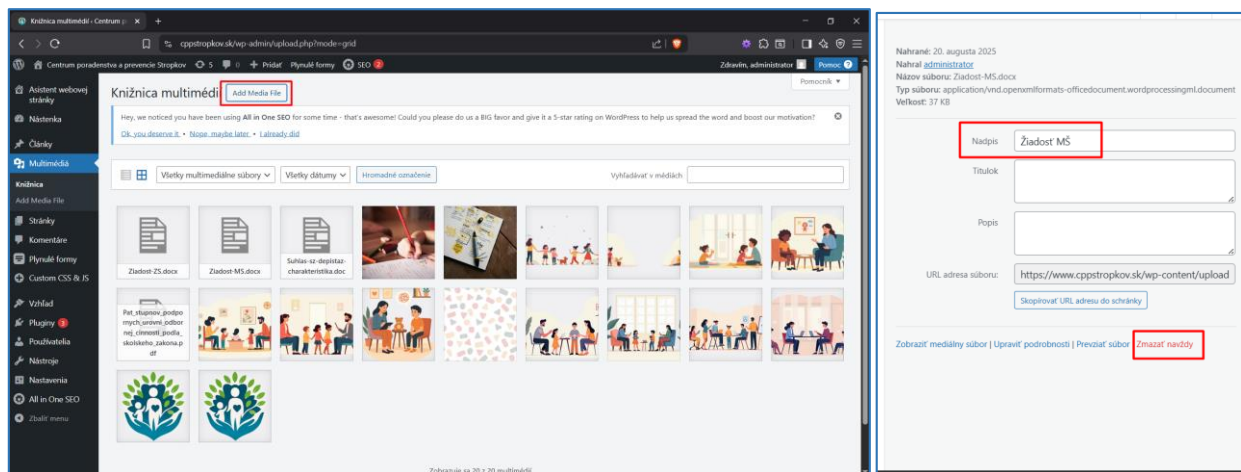 Knižnica multimédií ‹ Centrum p
cppstropkov.sk/wp-admin/upload.php?mode=grid
Centrum poradenstva a prevencie Stropkov 5 0 + Pridať Plynulé formy SEO 2
Zdravím, administrator Pomoc ?
Asistent webovej stránky
Nástenka
Články
Multimédiá
Knižnica
Add Media File
Stránky
Komentáre
Plynulé formy
Custom CSS & JS
Vzhľad
Pluginy 3
Používatelia
Nástroje
Nastavenia
All in One SEO
Zbaliť menu
Pomocník
Knižnica multimédi Add Media File
Hey, we noticed you have been using All in One SEO for some time - that's awesome! Could you please do us a BIG favor and give it a 5-star rating on WordPress to help us spread the word and boost our motivation?
Ok, you deserve it • Nope, maybe later • I already did
Všetky multimediálne súbory Všetky dátumy Hromadné označenie Vyhľadávať v médiách
Ziadost-ZS.docx
Ziadost-MS.docx
Suhlas-sz-depistaz-
charakteristika.doc
Pat_stupnov_podpo
rnych_urovni_odbor
nej_cinnosti_podla_
skolskeho_zakona.p
df
Zobrazuje sa 20 z 20 multimédií
Nahrané: 20. augusta 2025
Nahral administrator
Názov súboru: Ziadost-MS.docx
Typ súboru: application/vnd.openxmlformats-officedocument.wordprocessingml.document
Veľkosť: 37 KB
Nadpis Žiadosť MŠ
Titulok
Popis
URL adresa súboru: https://www.cppstropkov.sk/wp-content/upload
Skopírovať URL adresu do schránky
Zobraziť mediálny súbor | Upraviť podrobnosti | Prevziať súbor Zmazať navždy